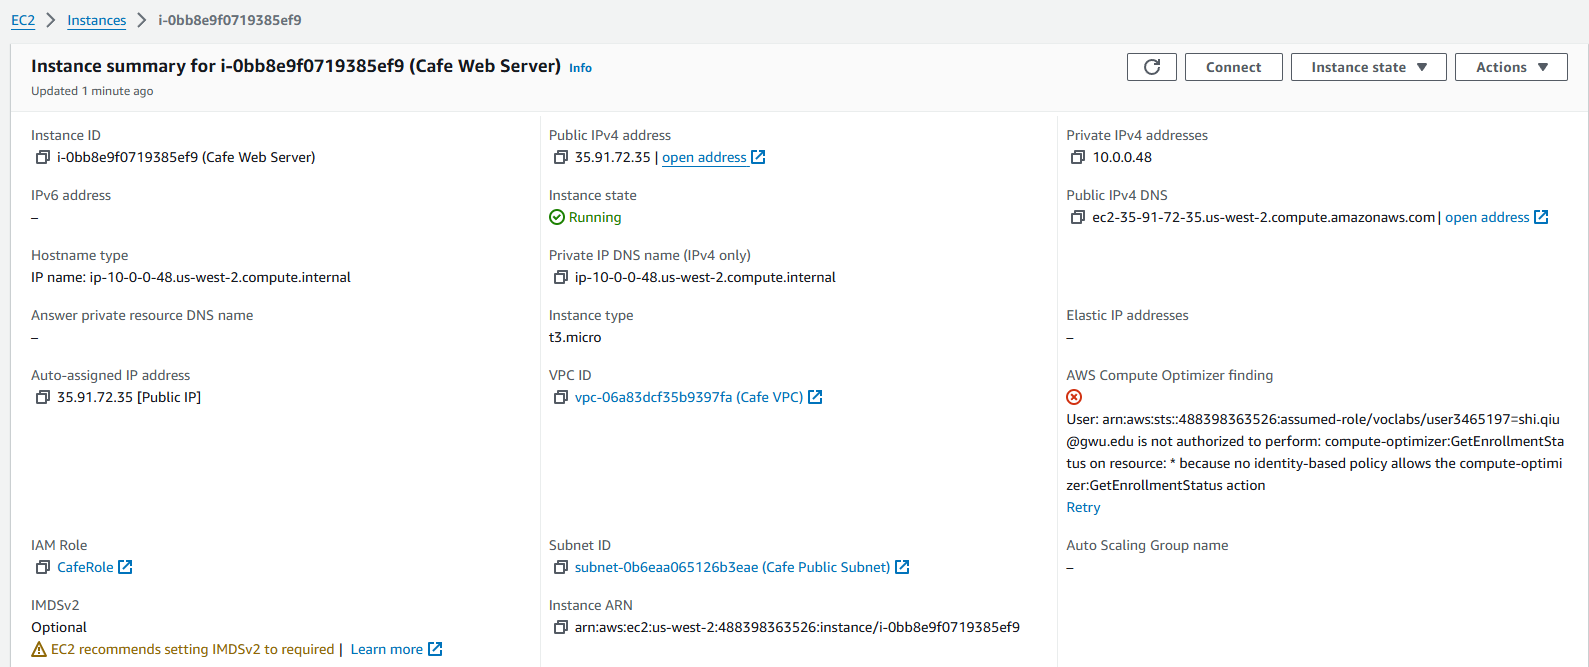 EC2 Instances i-0bb8e9f0719385ef9
Instance summary for i-0bb8e9f0719385ef9 (Cafe Web Server) Info
Updated 1 minute ago
Connect
Instance state
Actions
Instance ID
i-0bb8e9f0719385ef9 (Cafe Web Server)
Public IPv4 address
35.91.72.35 | open address
Private IPv4 addresses
10.0.0.48
IPv6 address
–
Instance state
Running
Public IPv4 DNS
ec2-35-91-72-35.us-west-2.compute.amazonaws.com | open address
Hostname type
IP name: ip-10-0-0-48.us-west-2.compute.internal
Private IP DNS name (IPv4 only)
ip-10-0-0-48.us-west-2.compute.internal
Answer private resource DNS name
–
Instance type
t3.micro
Elastic IP addresses
–
Auto-assigned IP address
35.91.72.35 [Public IP]
VPC ID
vpc-06a83dcf35b9397fa (Cafe VPC)
AWS Compute Optimizer finding
User: arn:aws:sts::488398363526:assumed-role/voclabs/user3465197=shi.qiu
@gwu.edu is not authorized to perform: compute-optimizer:GetEnrollmentSta
tus on resource: * because no identity-based policy allows the compute-optimi
zer:GetEnrollmentStatus action
Retry
IAM Role
CafeRole
Subnet ID
subnet-0b6eaa065126b3eae (Cafe Public Subnet)
Auto Scaling Group name
–
IMDSv2
Optional
EC2 recommends setting IMDSv2 to required | Learn more
Instance ARN
arn:aws:ec2:us-west-2:488398363526:instance/i-0bb8e9f0719385ef9